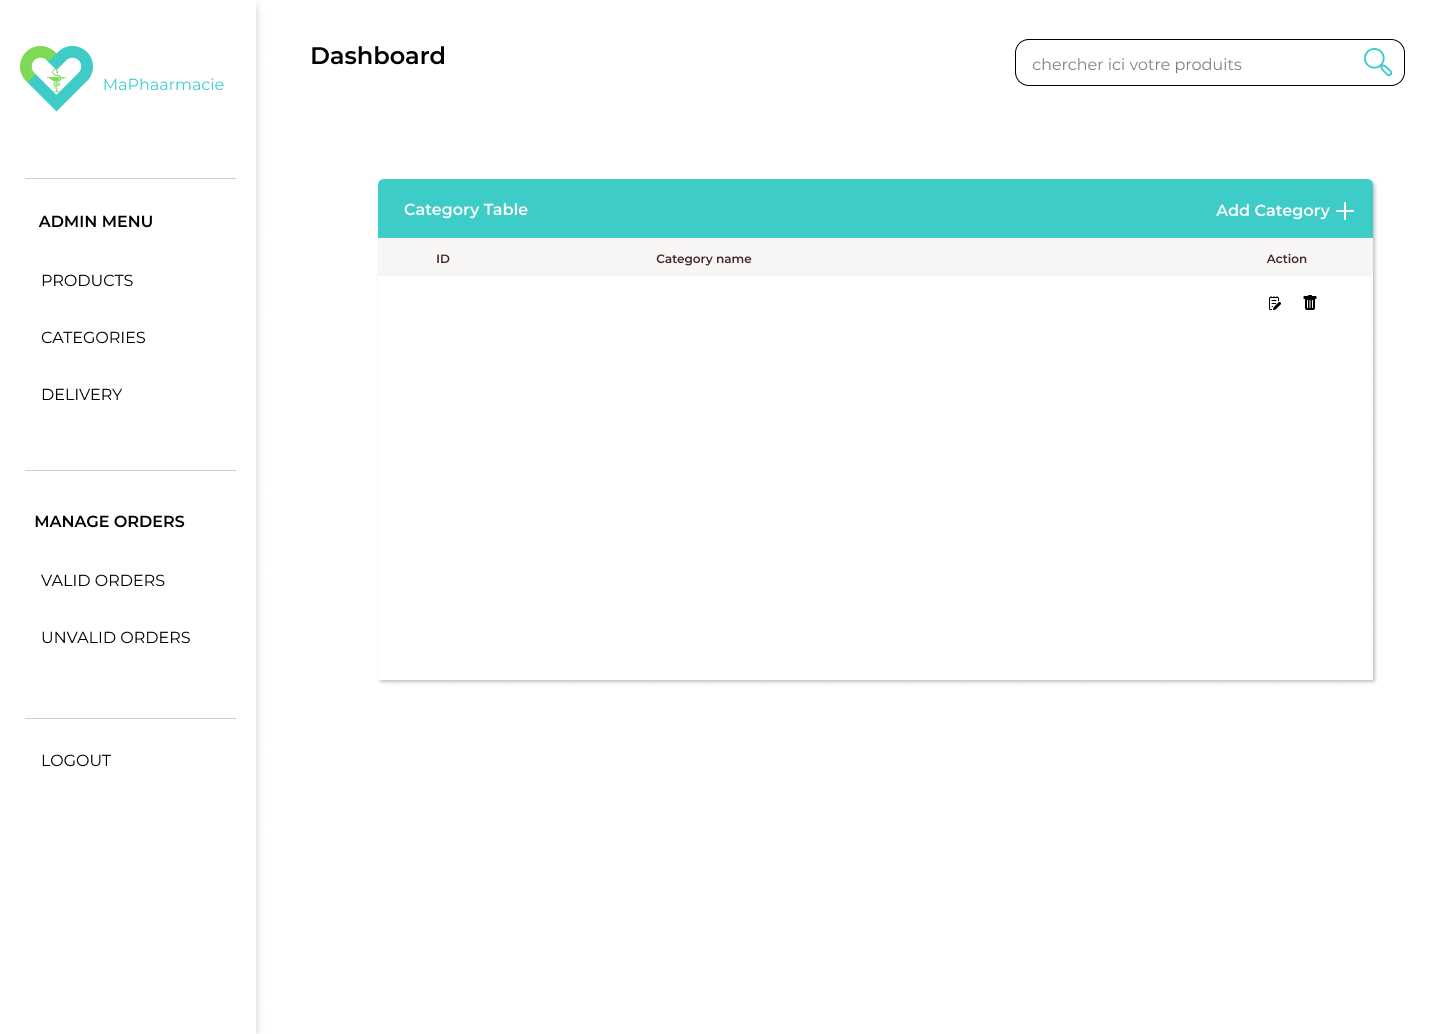 MaPhaarmacie
Dashboard
chercher ici votre produits
ADMIN MENU
PRODUCTS
CATEGORIES
DELIVERY
MANAGE ORDERS
VALID ORDERS
UNVALID ORDERS
LOGOUT
Category Table
Add Category
ID
Category name
Action